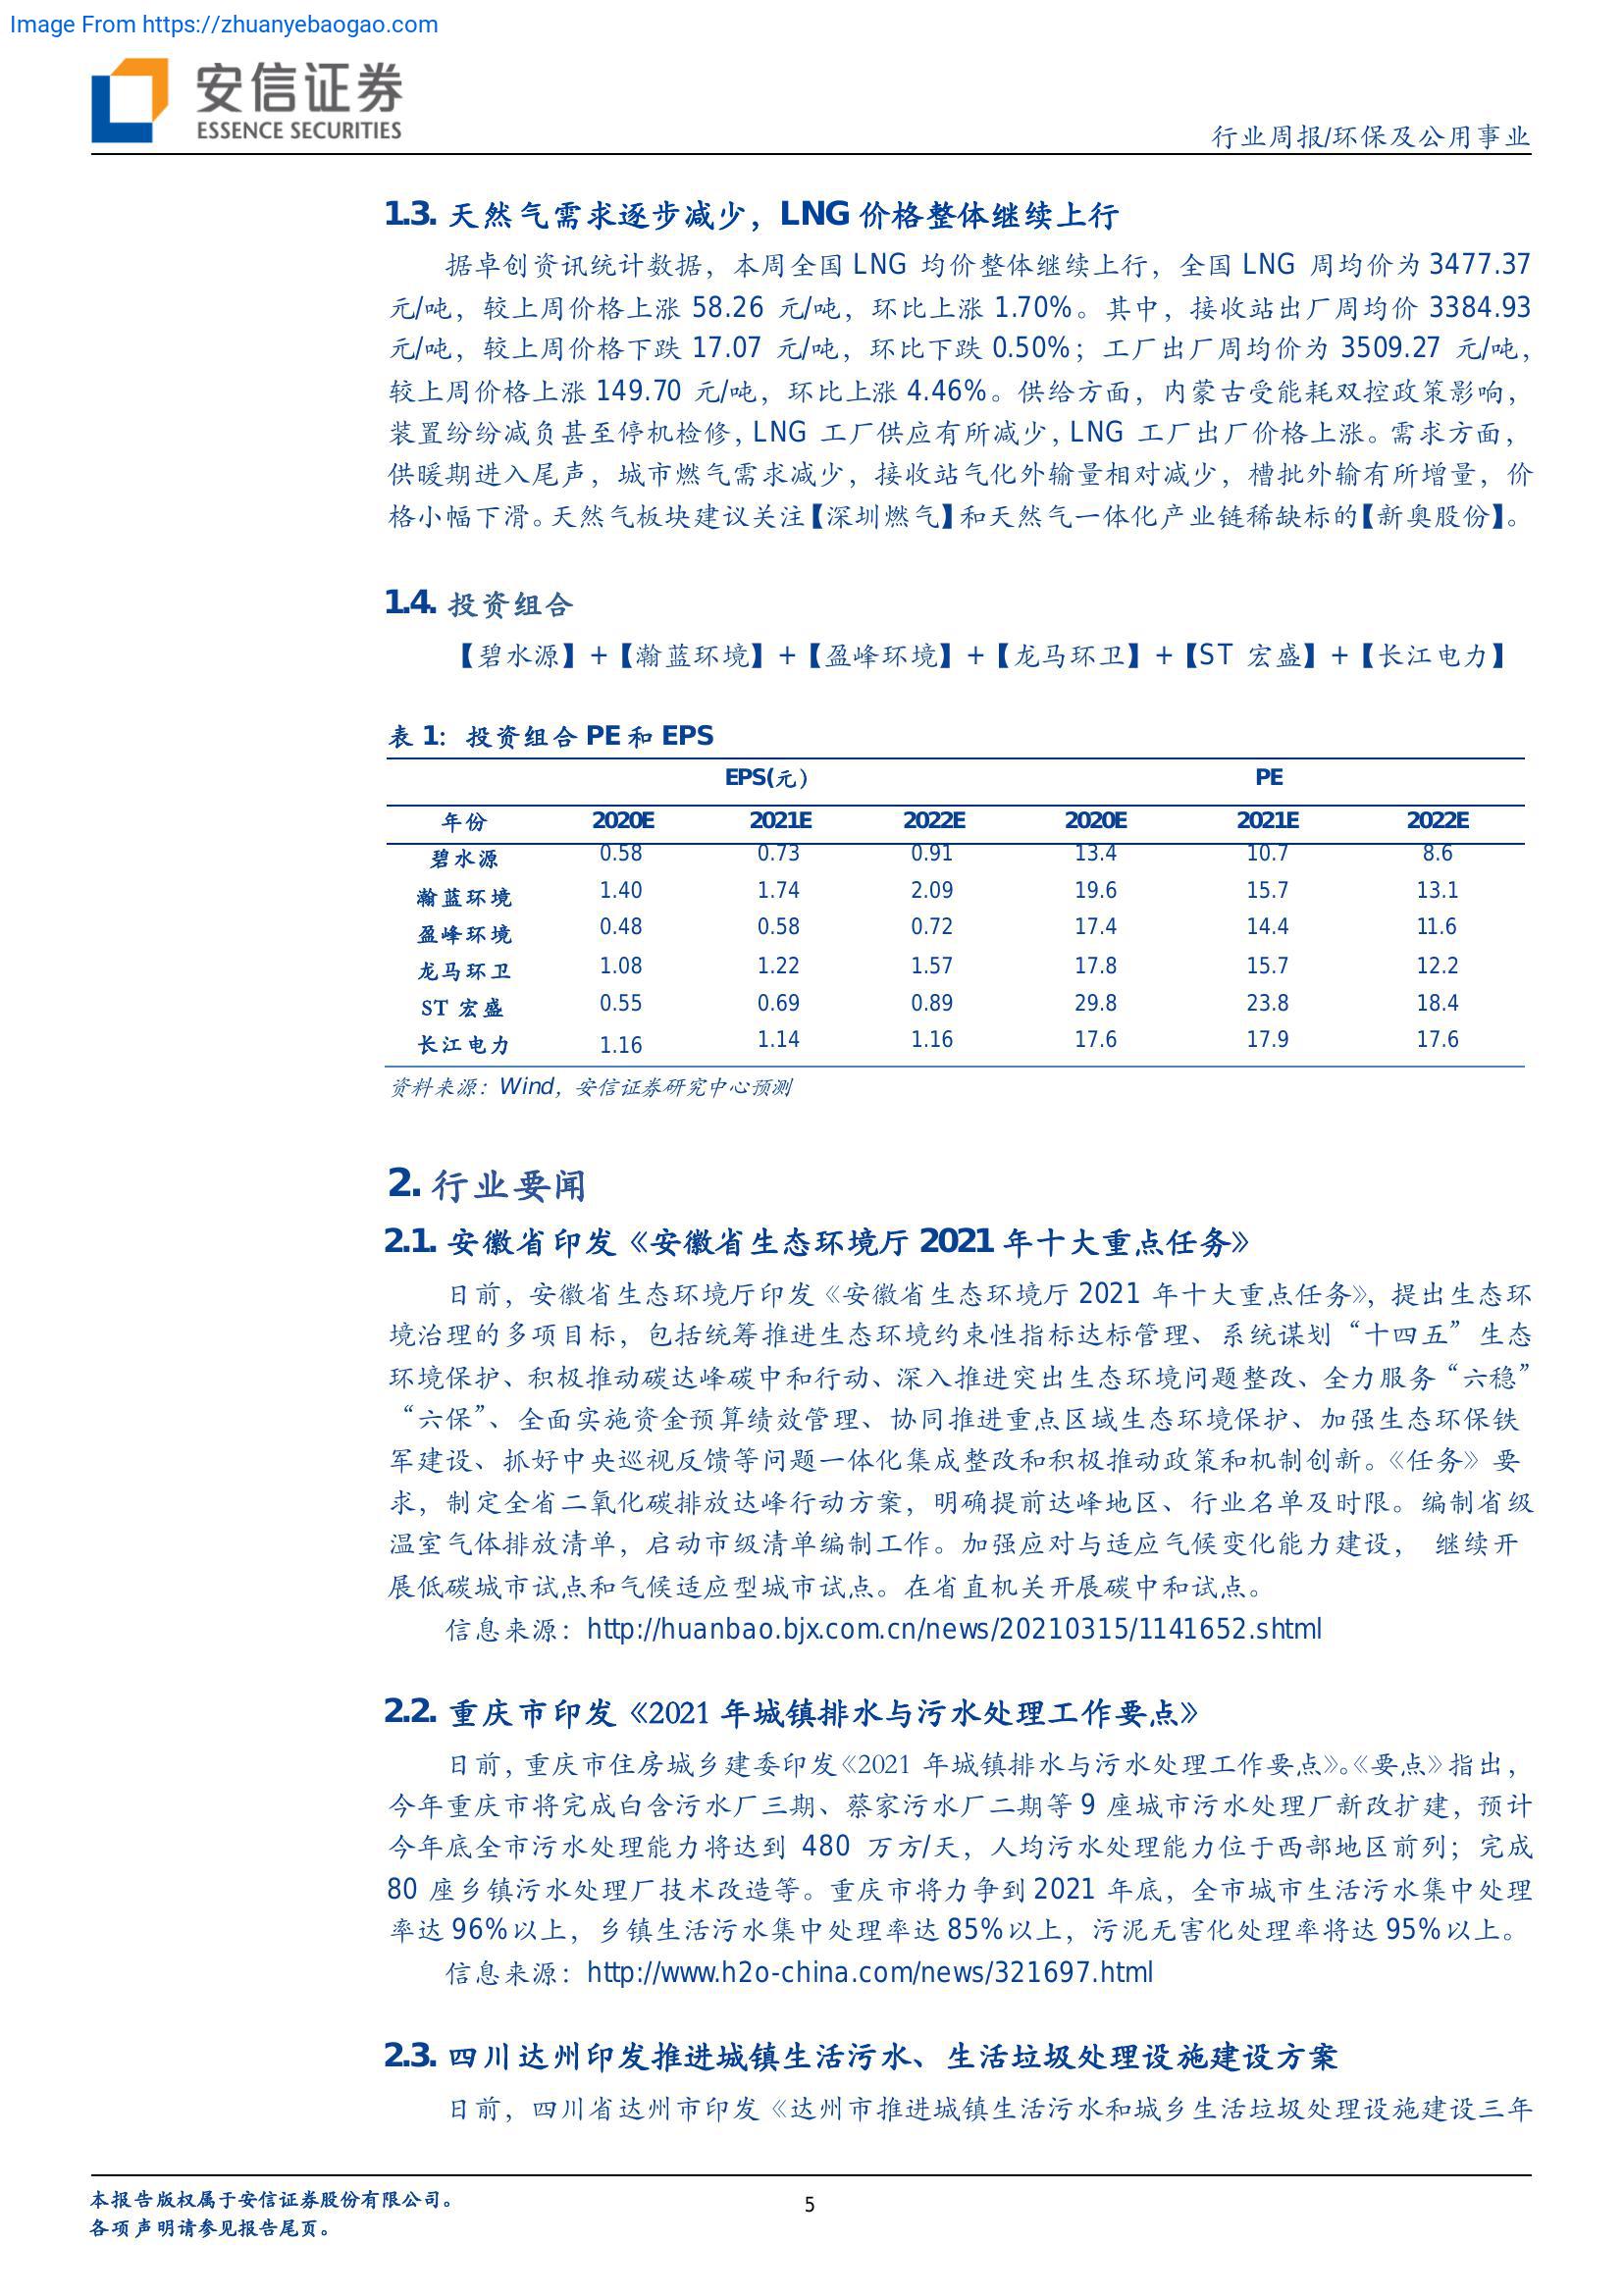 Image From https://zhuanyebaogao.com
安信证券
ESSENCE SECURITIES
行业周报/环保及公用事业
1.3. 天然气需求逐步减少，LNG 价格整体继续上行
据卓创资讯统计数据，本周全国 LNG 均价整体继续上行，全国 LNG 周均价为 3477.37
元/吨，较上周价格上涨 58.26 元/吨，环比上涨 1.70%。其中，接收站出厂周均价 3384.93
元/吨，较上周价格下跌 17.07 元/吨，环比下跌 0.50%；工厂出厂周均价为 3509.27 元/吨，
较上周价格上涨 149.70 元/吨，环比上涨 4.46%。供给方面，内蒙古受能耗双控政策影响，
装置纷纷减负甚至停机检修，LNG 工厂供应有所减少，LNG 工厂出厂价格上涨。需求方面，
供暖期进入尾声，城市燃气需求减少，接收站气化外输量相对减少，槽批外输有所增量，价
格小幅下滑。天然气板块建议关注【深圳燃气】和天然气一体化产业链稀缺标的【新奥股份】。
1.4. 投资组合
【碧水源】+【瀚蓝环境】+【盈峰环境】+【龙马环卫】+【ST 宏盛】+【长江电力】
表 1：投资组合 PE 和 EPS
EPS(元） PE
年份 2020E 2021E 2022E 2020E 2021E 2022E
碧水源 0.58 0.73 0.91 13.4 10.7 8.6
瀚蓝环境 1.40 1.74 2.09 19.6 15.7 13.1
盈峰环境 0.48 0.58 0.72 17.4 14.4 11.6
龙马环卫 1.08 1.22 1.57 17.8 15.7 12.2
ST 宏盛 0.55 0.69 0.89 29.8 23.8 18.4
长江电力 1.16 1.14 1.16 17.6 17.9 17.6
资料来源：Wind，安信证券研究中心预测
2. 行业要闻
2.1. 安徽省印发《安徽省生态环境厅 2021 年十大重点任务》
日前，安徽省生态环境厅印发《安徽省生态环境厅 2021 年十大重点任务》，提出生态环
境治理的多项目标，包括统筹推进生态环境约束性指标达标管理、系统谋划“十四五”生态
环境保护、积极推动碳达峰碳中和行动、深入推进突出生态环境问题整改、全力服务“六稳”
“六保”、全面实施资金预算绩效管理、协同推进重点区域生态环境保护、加强生态环保铁
军建设、抓好中央巡视反馈等问题一体化集成整改和积极推动政策和机制创新。《任务》要
求，制定全省二氧化碳排放达峰行动方案，明确提前达峰地区、行业名单及时限。编制省级
温室气体排放清单，启动市级清单编制工作。加强应对与适应气候变化能力建设， 继续开
展低碳城市试点和气候适应型城市试点。在省直机关开展碳中和试点。
信息来源：http://huanbao.bjx.com.cn/news/20210315/1141652.shtml
2.2. 重庆市印发《2021 年城镇排水与污水处理工作要点》
日前，重庆市住房城乡建委印发《2021 年城镇排水与污水处理工作要点》。《要点》指出，
今年重庆市将完成白含污水厂三期、蔡家污水厂二期等 9 座城市污水处理厂新改扩建，预计
今年底全市污水处理能力将达到 480 万方/天，人均污水处理能力位于西部地区前列；完成
80 座乡镇污水处理厂技术改造等。重庆市将力争到 2021 年底，全市城市生活污水集中处理
率达 96%以上，乡镇生活污水集中处理率达 85%以上，污泥无害化处理率将达 95%以上。
信息来源：http://www.h2o-china.com/news/321697.html
2.3. 四川达州印发推进城镇生活污水、生活垃圾处理设施建设方案
日前，四川省达州市印发《达州市推进城镇生活污水和城乡生活垃圾处理设施建设三年
本报告版权属于安信证券股份有限公司。
各项声明请参见报告尾页。
5